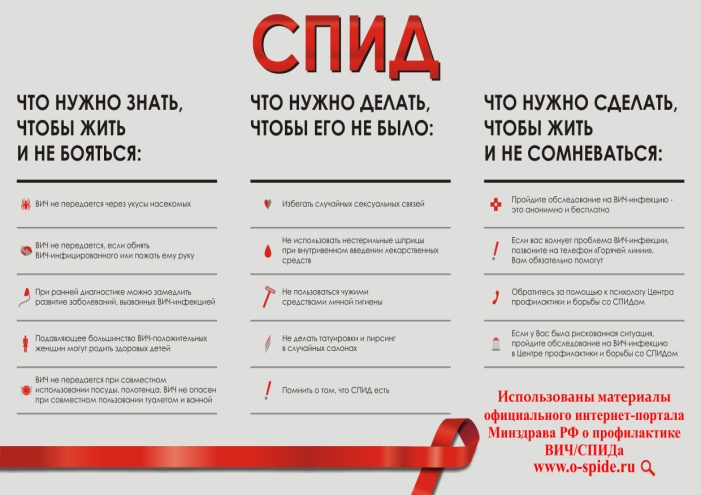 СПИД
ЧТО НУЖНО ЗНАТЬ,
ЧТОБЫ ЖИТЬ
И НЕ БОЯТЬСЯ:
ВИЧ не передается через укусы насекомых
ВИЧ не передается, если обнять
ВИЧ-инфицированного или пожать ему руку
При ранней диагностике можно замедлить
развитие заболеваний, вызванных ВИЧ-инфекцией
Подавляющее большинство ВИЧ-положительных
женщин могут родить здоровых детей
ВИЧ не передается при совместном
использовании посуды, полотенца. ВИЧ не опасен
при совместном пользовании туалетом и ванной
ЧТО НУЖНО ДЕЛАТЬ,
ЧТОБЫ ЕГО НЕ БЫЛО:
Избегать случайных сексуальных связей
Не использовать нестерильные шприцы
при внутривенном введении лекарственных
средств
Не пользоваться чужими
средствами личной гигиены
Не делать татуировки и пирсинг
в случайных салонах
Помнить о том, что СПИД есть
ЧТО НУЖНО СДЕЛАТЬ,
ЧТОБЫ ЖИТЬ
И НЕ СОМНЕВАТЬСЯ:
Пройдите обследование на ВИЧ-инфекцию -
это анонимно и бесплатно
Если вас волнует проблема ВИЧ-инфекции,
позвоните на телефон «Горячей линии».
Вам обязательно помогут
Обратитесь за помощью к психологу Центра
профилактики и борьбы со СПИДом
Если у Вас была рискованная ситуация,
пройдите обследование на ВИЧ-инфекцию
в Центре профилактики и борьбы со СПИДом
Использованы материалы
официального интернет-портала
Минздрава РФ о профилактике
ВИЧ/СПИДа
www.o-spide.ru